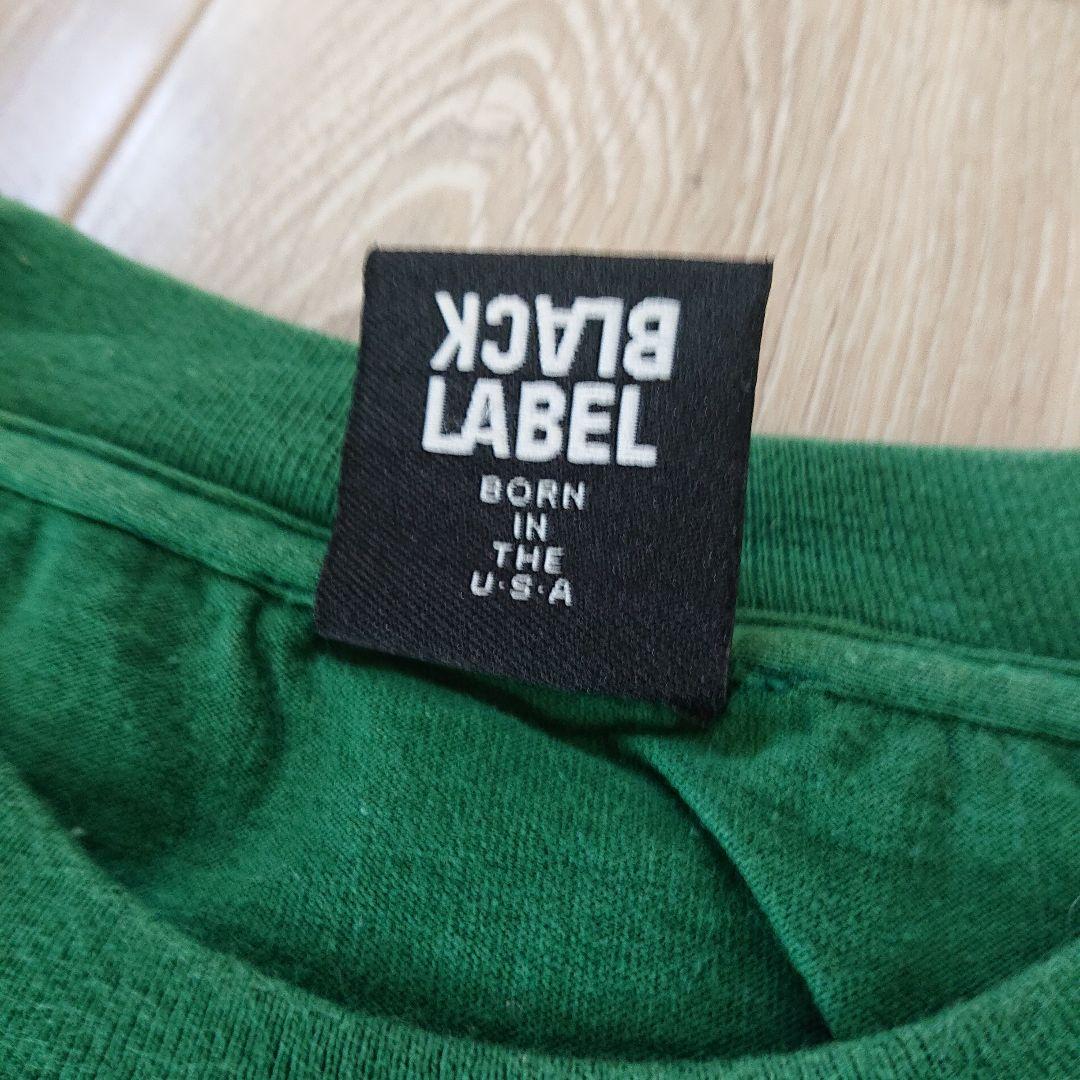 BLACK
LABEL
BORN
IN
THE
U·S·A